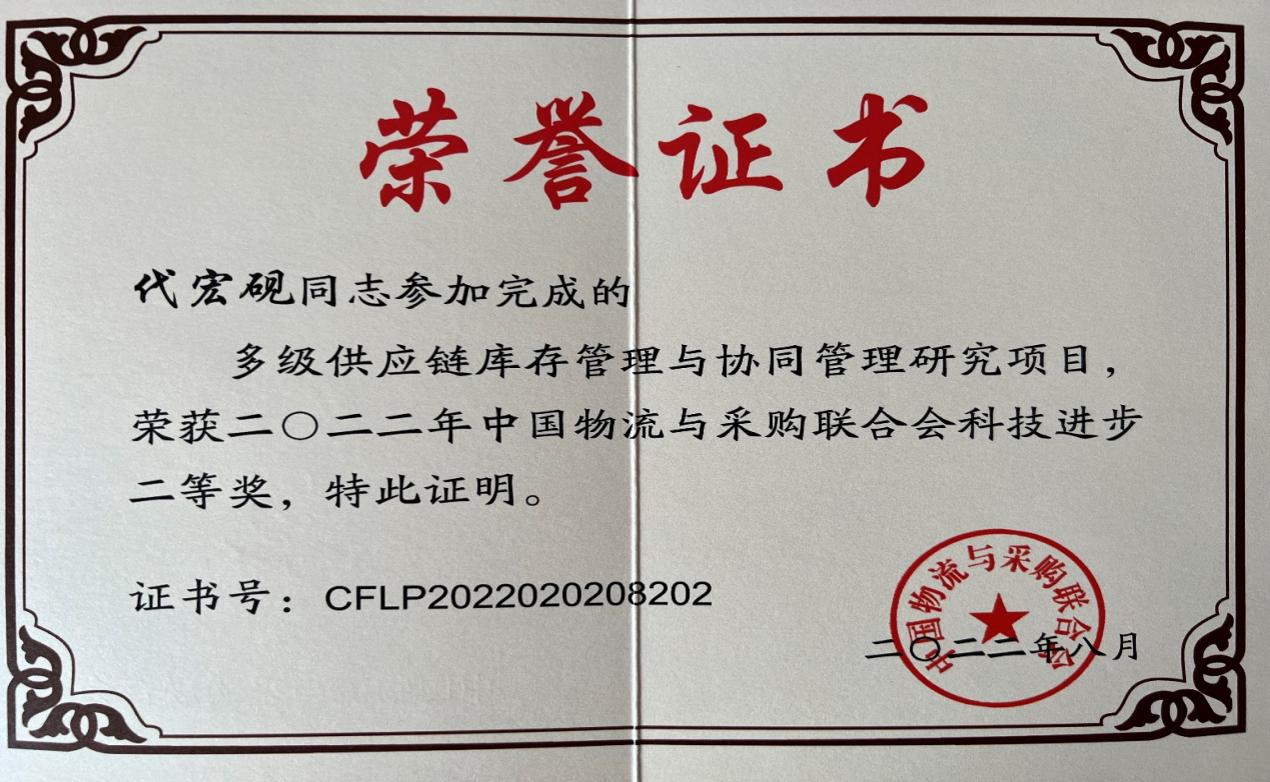 荣誉证书
代宏砚同志参加完成的
多级供应链库存管理与协同管理研究项目，
荣获二〇二二年中国物流与采购联合会科技进步
二等奖，特此证明。
证书号：CFLP2022020208202
中国物流与采购联合会
二〇二二年八月